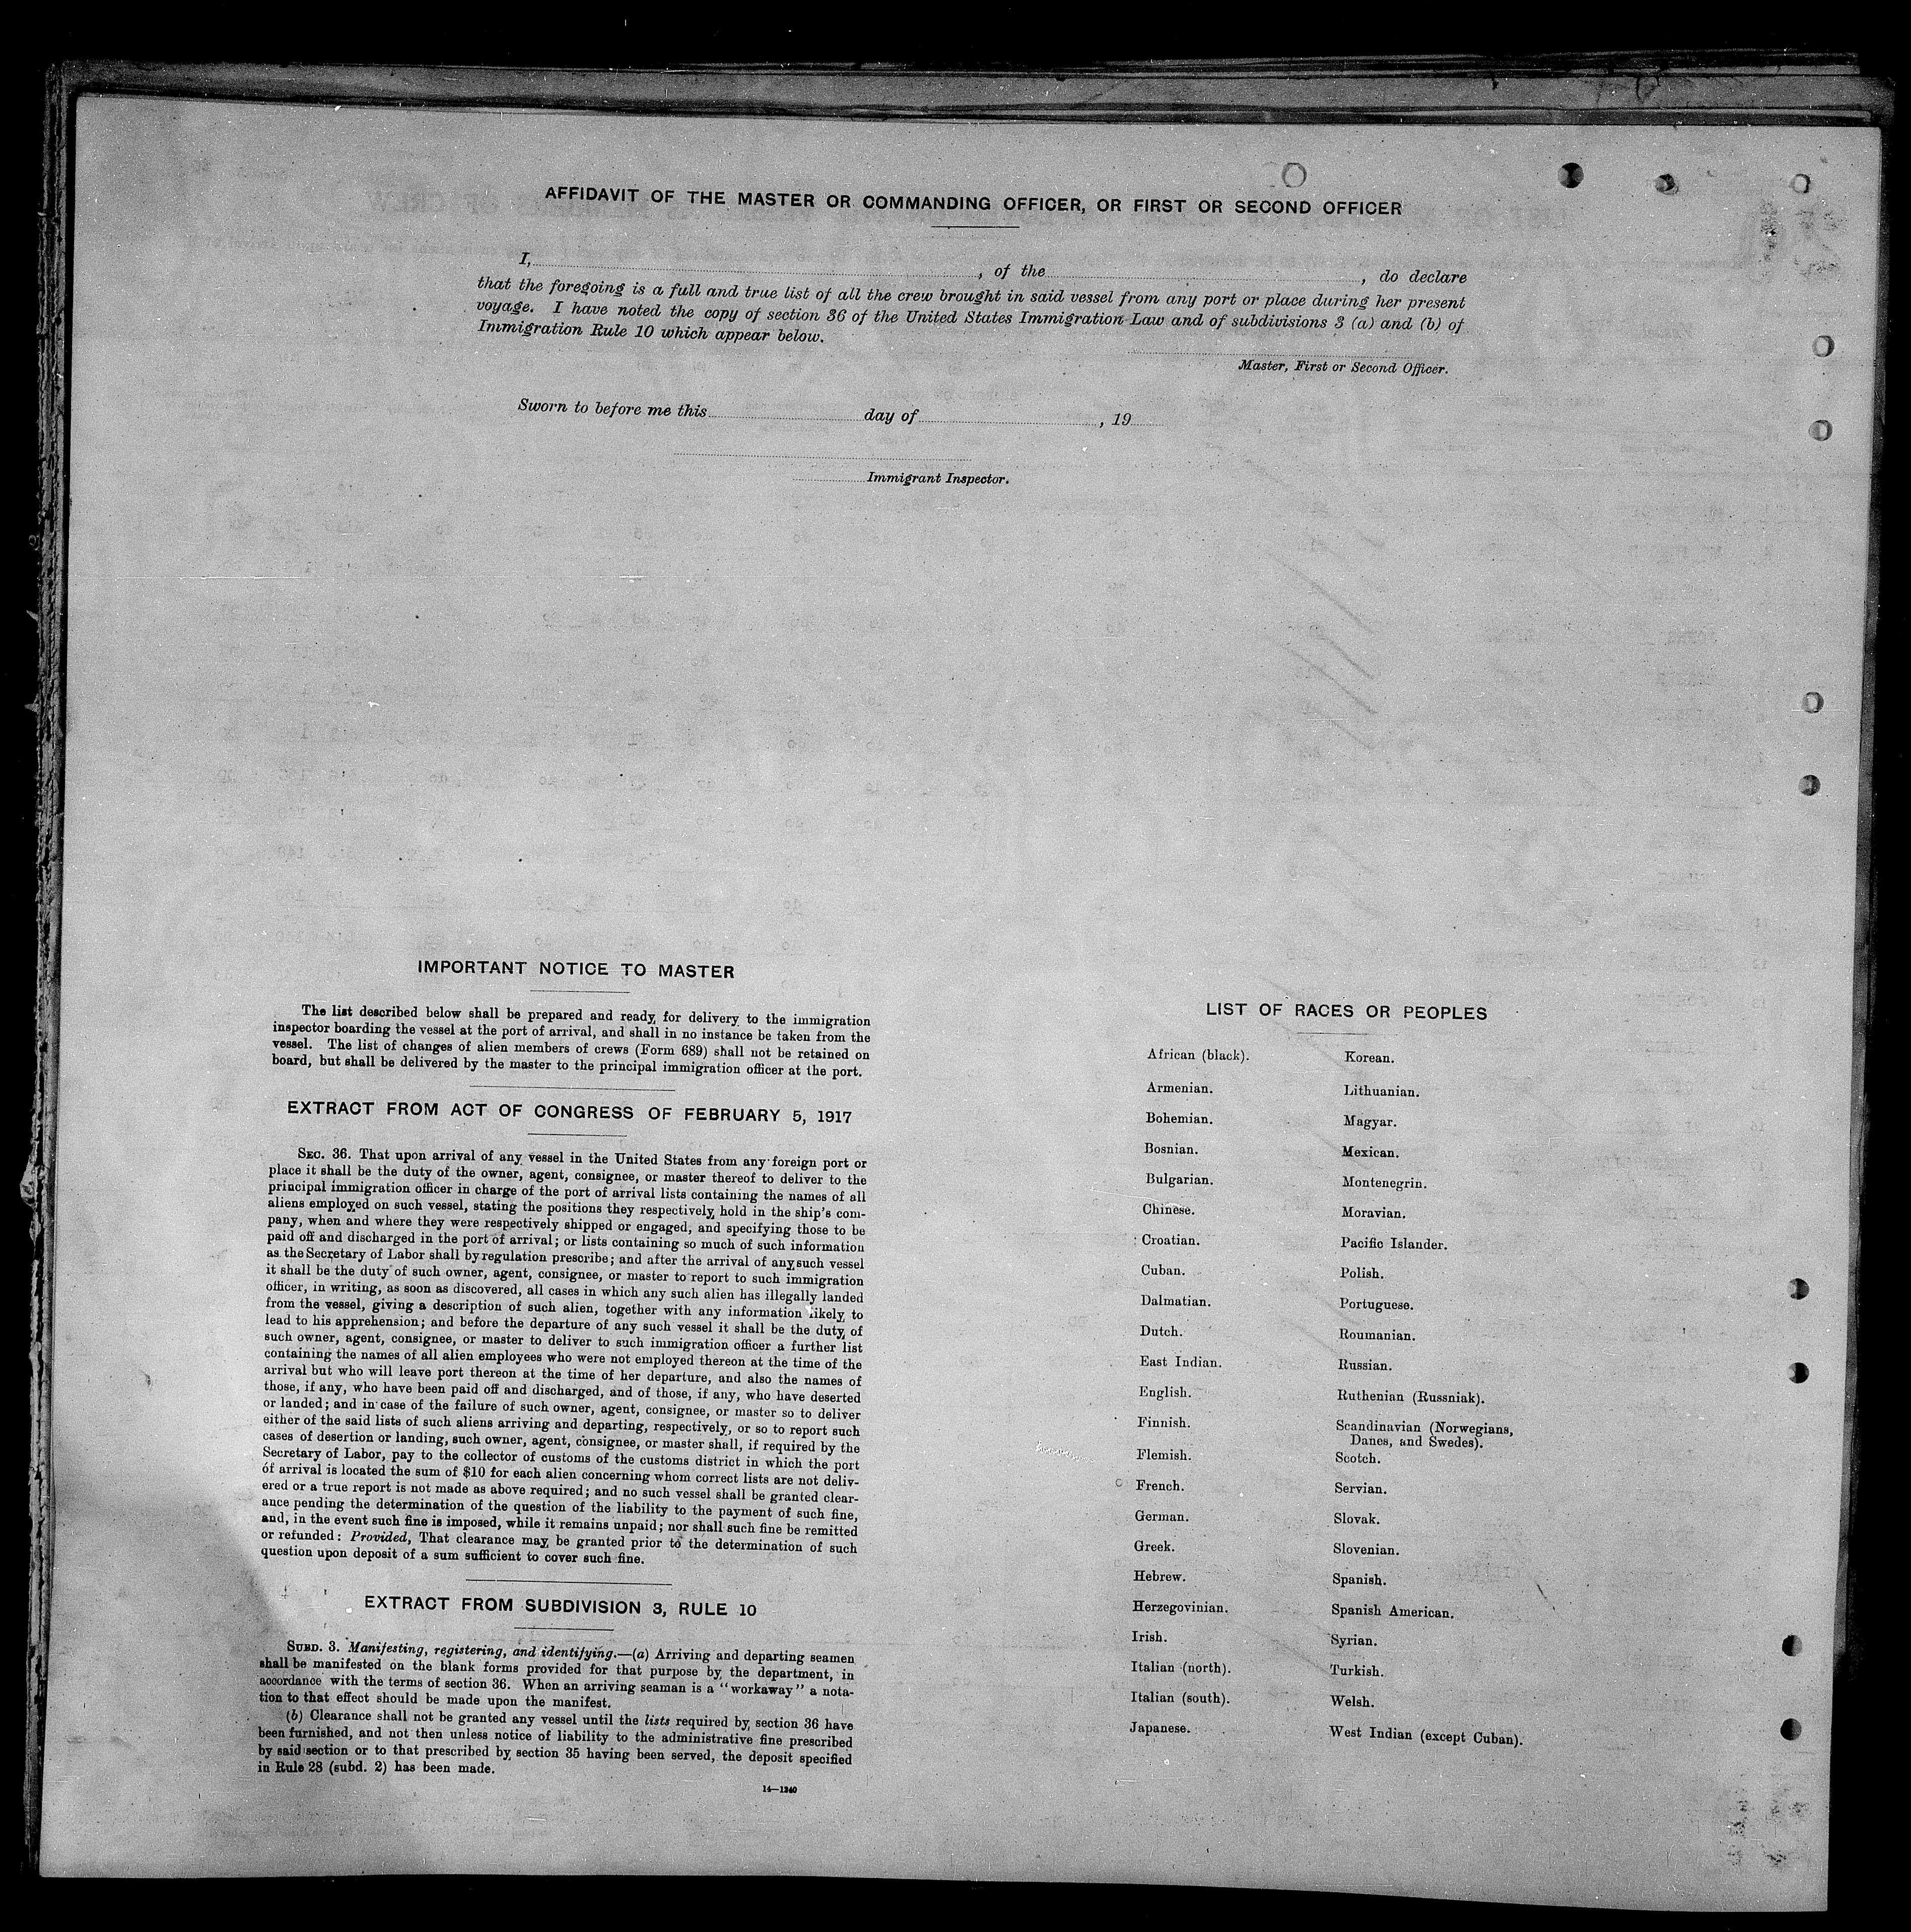 AFFIDAVIT OF THE MASTER OR COMMANDING OFFICER, OR FIRST OR SECOND OFFICER
I, , of the , do declare
that the foregoing is a full and true list of all the crew brought in said vessel from any port or place during her present
voyage. I have noted the copy of section 36 of the United States Immigration Law and of subdivisions 3 (a) and (b) of
Immigration Rule 10 which appear below.
Master, First or Second Officer.
Sworn to before me this day of , 19
Immigrant Inspector.
IMPORTANT NOTICE TO MASTER
The list described below shall be prepared and ready for delivery to the immigration
inspector boarding the vessel at the port of arrival, and shall in no instance be taken from the
vessel. The list of changes of alien members of crews (Form 689) shall not be retained on
board, but shall be delivered by the master to the principal immigration officer at the port.
EXTRACT FROM ACT OF CONGRESS OF FEBRUARY 5, 1917
SEC. 36. That upon arrival of any vessel in the United States from any foreign port or
place it shall be the duty of the owner, agent, consignee, or master thereof to deliver to the
principal immigration officer in charge of the port of arrival lists containing the names of all
aliens employed on such vessel, stating the positions they respectively hold in the ship's com-
pany, when and where they were respectively shipped or engaged, and specifying those to be
paid off and discharged in the port of arrival; or lists containing so much of such information
as the Secretary of Labor shall by regulation prescribe; and after the arrival of any such vessel
it shall be the duty of such owner, agent, consignee, or master to report to such immigration
officer, in writing, as soon as discovered, all cases in which any such alien has illegally landed
from the vessel, giving a description of such alien, together with any information likely to
lead to his apprehension; and before the departure of any such vessel it shall be the duty of
such owner, agent, consignee, or master to deliver to such immigration officer a further list
containing the names of all alien employees who were not employed thereon at the time of the
arrival but who will leave port thereon at the time of her departure, and also the names of
those, if any, who have been paid off and discharged, and of those, if any, who have deserted
or landed; and in case of the failure of such owner, agent, consignee, or master so to deliver
either of the said lists of such aliens arriving and departing, respectively, or so to report such
cases of desertion or landing, such owner, agent, consignee, or master shall, if required by the
Secretary of Labor, pay to the collector of customs of the customs district in which the port
of arrival is located the sum of $10 for each alien concerning whom correct lists are not deliv-
ered or a true report is not made as above required; and no such vessel shall be granted clear-
ance pending the determination of the question of the liability to the payment of such fine,
and, in the event such fine is imposed, while it remains unpaid; nor shall such fine be remitted
or refunded: Provided, That clearance may be granted prior to the determination of such
question upon deposit of a sum sufficient to cover such fine.
EXTRACT FROM SUBDIVISION 3, RULE 10
SUBD. 3. Manifesting, registering, and identifying.—(a) Arriving and departing seamen
shall be manifested on the blank forms provided for that purpose by the department, in
accordance with the terms of section 36. When an arriving seaman is a "workaway" a nota-
tion to that effect should be made upon the manifest.
(b) Clearance shall not be granted any vessel until the lists required by section 36 have
been furnished, and not then unless notice of liability to the administrative fine prescribed
by said section or to that prescribed by section 35 having been served, the deposit specified
in Rule 28 (subd. 2) has been made.
14—1240
LIST OF RACES OR PEOPLES
African (black).
Armenian.
Bohemian.
Bosnian.
Bulgarian.
Chinese.
Croatian.
Cuban.
Dalmatian.
Dutch.
East Indian.
English.
Finnish.
Flemish.
French.
German.
Greek.
Hebrew.
Herzegovinian.
Irish.
Italian (north).
Italian (south).
Japanese.
Korean.
Lithuanian.
Magyar.
Mexican.
Montenegrin.
Moravian.
Pacific Islander.
Polish.
Portuguese.
Roumanian.
Russian.
Ruthenian (Russniak).
Scandinavian (Norwegians,
Danes, and Swedes).
Scotch.
Servian.
Slovak.
Slovenian.
Spanish.
Spanish American.
Syrian.
Turkish.
Welsh.
West Indian (except Cuban).